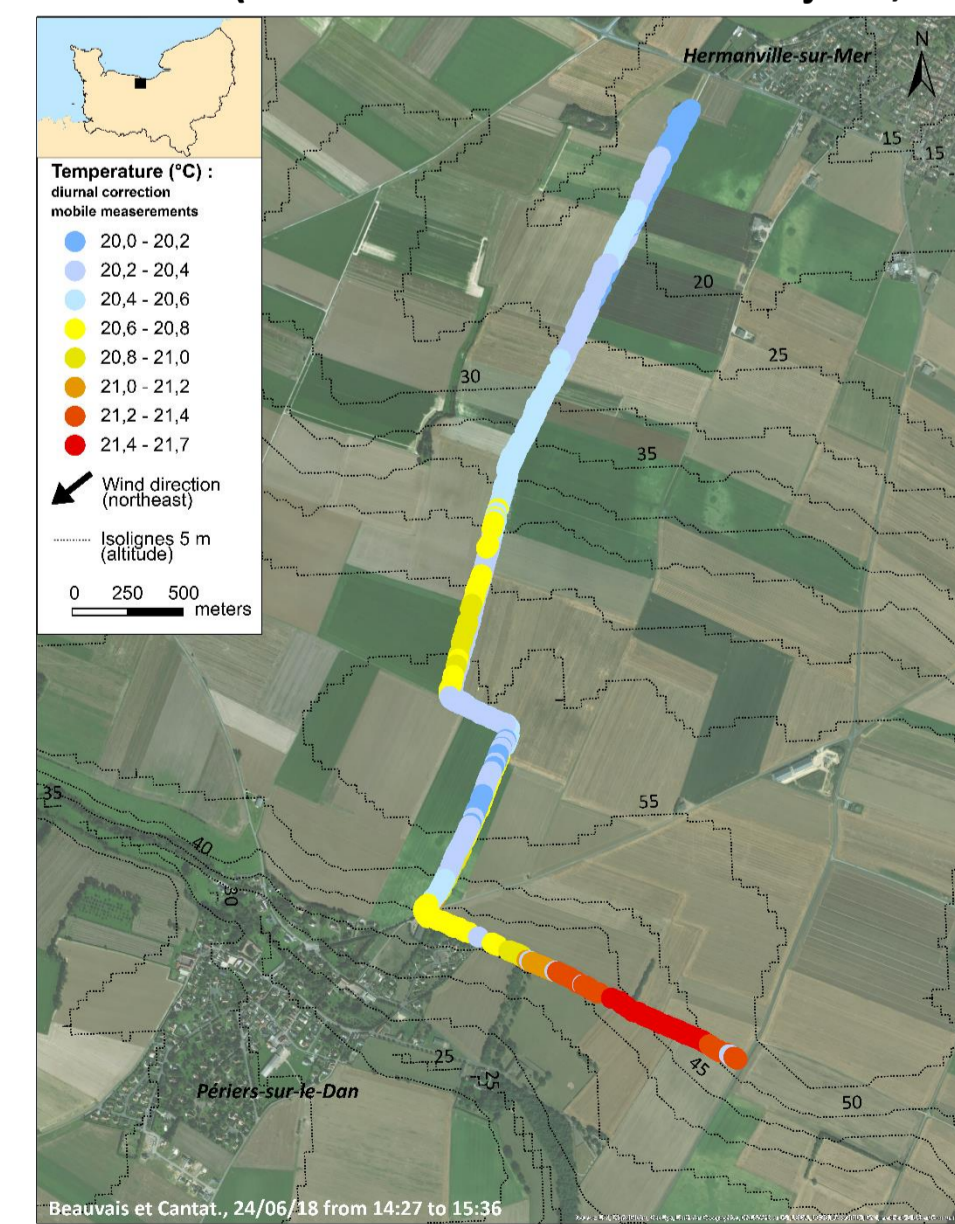 Hermanville-sur-Mer
N
Temperature (°C) :
diurnal correction
mobile measerements
20,0 - 20,2
20,2 - 20,4
20,4 - 20,6
20,6 - 20,8
20,8 - 21,0
21,0 - 21,2
21,2 - 21,4
21,4 - 21,7
Wind direction
(northeast)
Isolignes 5 m
(altitude)
0 250 500
meters
15
15
20
25
30
35
55
35
40
30
25
25
45
50
Périers-sur-le-Dan
Beauvais et Cantat., 24/06/18 from 14:27 to 15:36